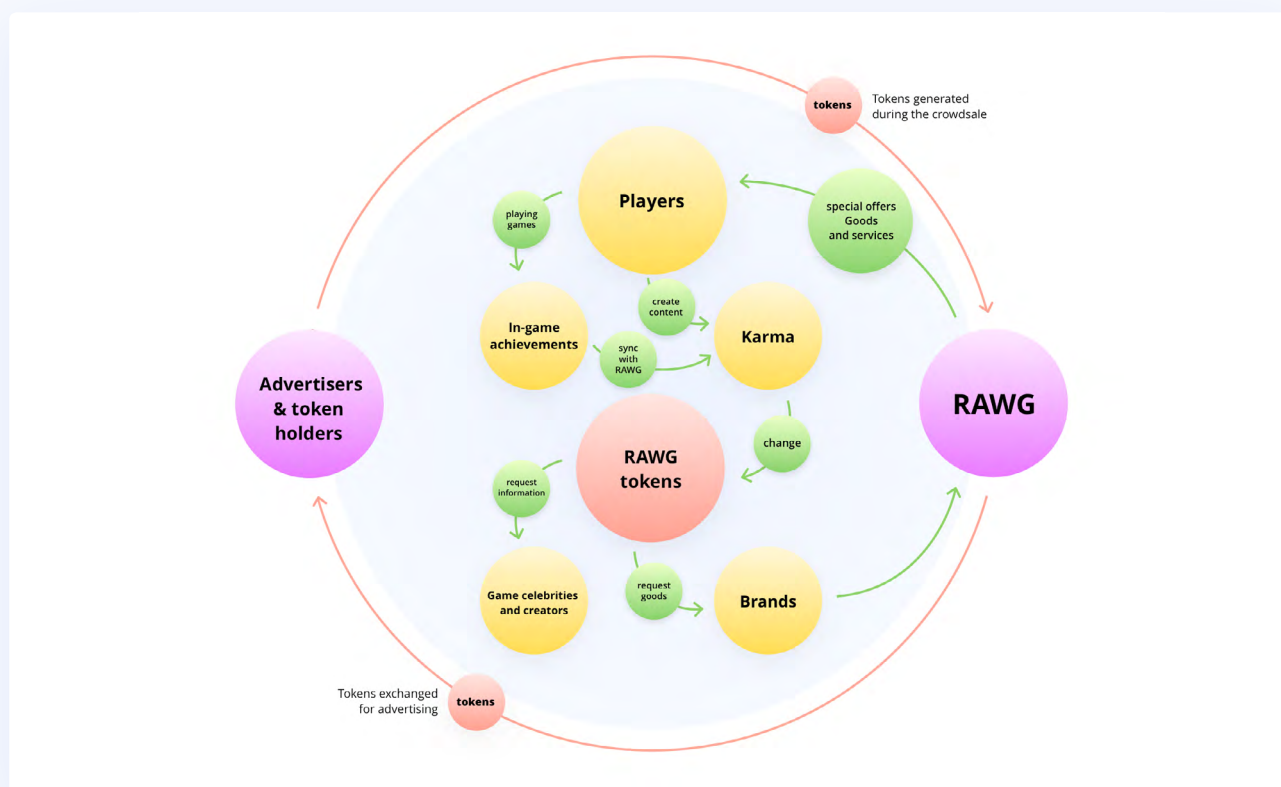 tokens
Tokens generated
during the crowdsale
Players
special offers
Goods
and services
playing
games
create
content
In-game
achievements
Karma
sync
with
RAWG
Advertisers
& token
holders
RAWG
change
RAWG
tokens
request
information
request
goods
Game celebrities
and creators
Brands
Tokens exchanged
for advertising
tokens